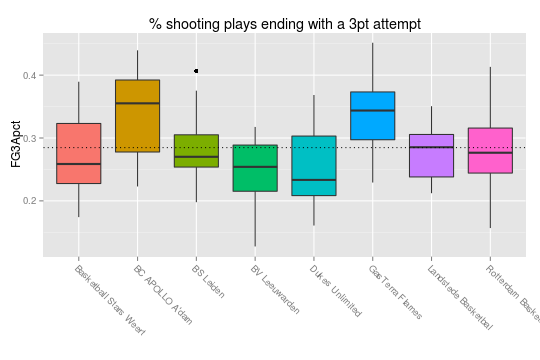 % shooting plays ending with a 3pt attempt
FG3Apct
0.4
0.3
0.2
Basketball Stars Weert
BC APOLLO A'dam
BS Leiden
BV Leeuwarden
Dukes Unlimited
GasTerra Flames
Landstede Basketbal
Rotterdam Baske